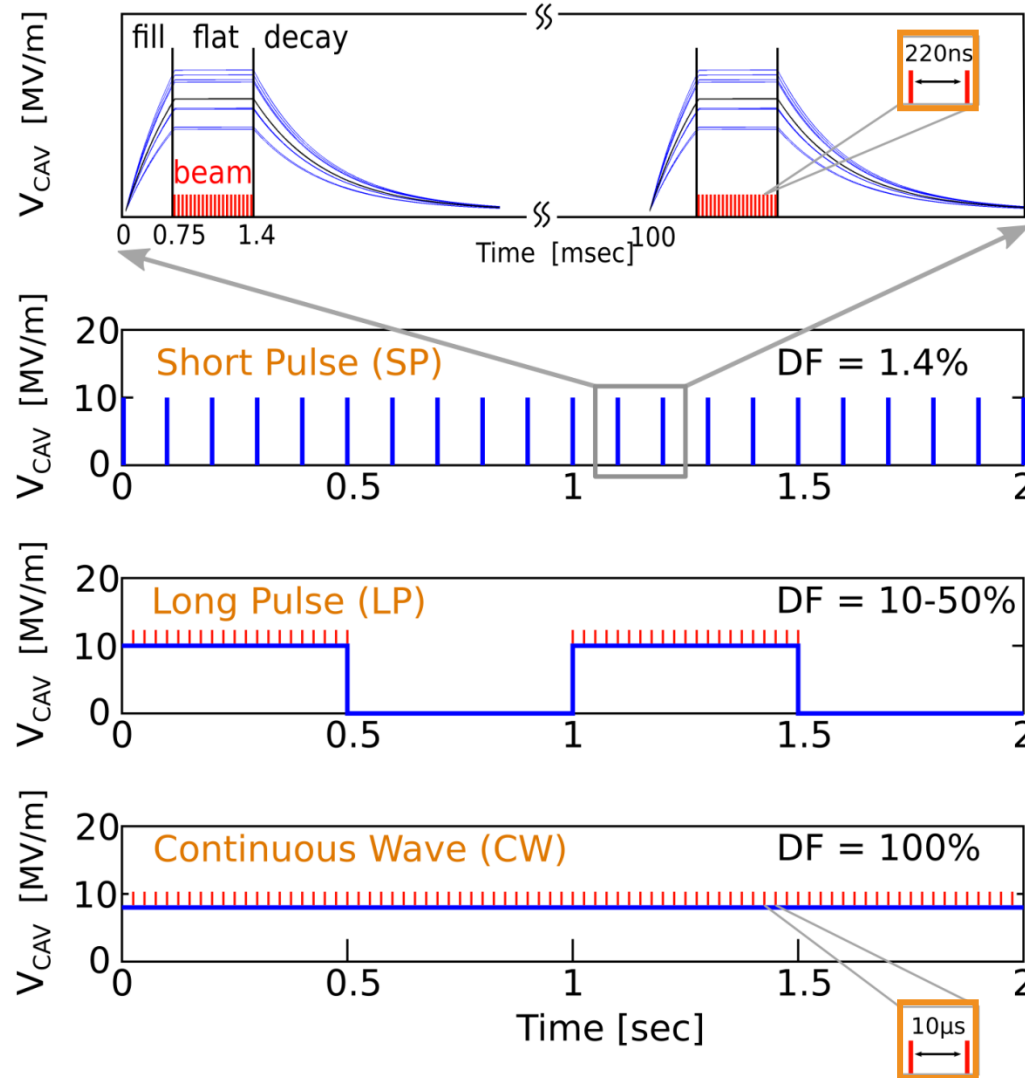 V_CAV [MV/m]
fill flat decay
220ns
beam
0 0.75 1.4 100
Time [msec]
V_CAV [MV/m]
20
Short Pulse (SP) DF = 1.4%
10
0
0 0.5 1 1.5 2
V_CAV [MV/m]
20
Long Pulse (LP) DF = 10-50%
10
0
0 0.5 1 1.5 2
V_CAV [MV/m]
20
Continuous Wave (CW) DF = 100%
10
0
0 0.5 1 1.5 2
Time [sec]
10µs